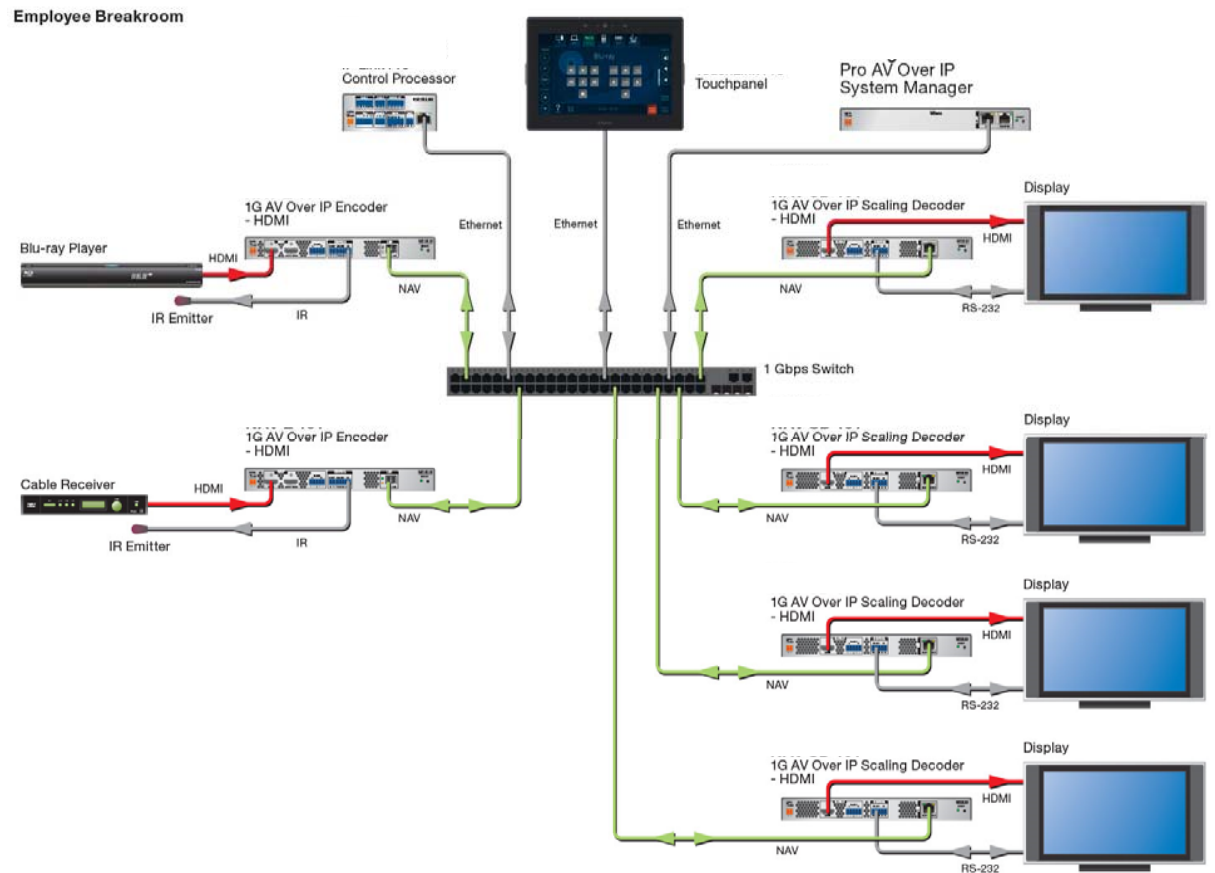 Employee Breakroom
Control Processor
Touchpanel
Pro AV Over IP
System Manager
Blu-ray
1G AV Over IP Encoder
- HDMI
Ethernet
Ethernet
Ethernet
1G AV Over IP Scaling Decoder
- HDMI
Display
HDMI
Blu-ray Player
HDMI
NAV
IR Emitter
IR
NAV
RS-232
1 Gbps Switch
1G AV Over IP Encoder
- HDMI
Cable Receiver
HDMI
NAV
IR Emitter
IR
1G AV Over IP Scaling Decoder
- HDMI
Display
HDMI
NAV
RS-232
1G AV Over IP Scaling Decoder
- HDMI
Display
HDMI
NAV
RS-232
1G AV Over IP Scaling Decoder
- HDMI
Display
HDMI
NAV
RS-232